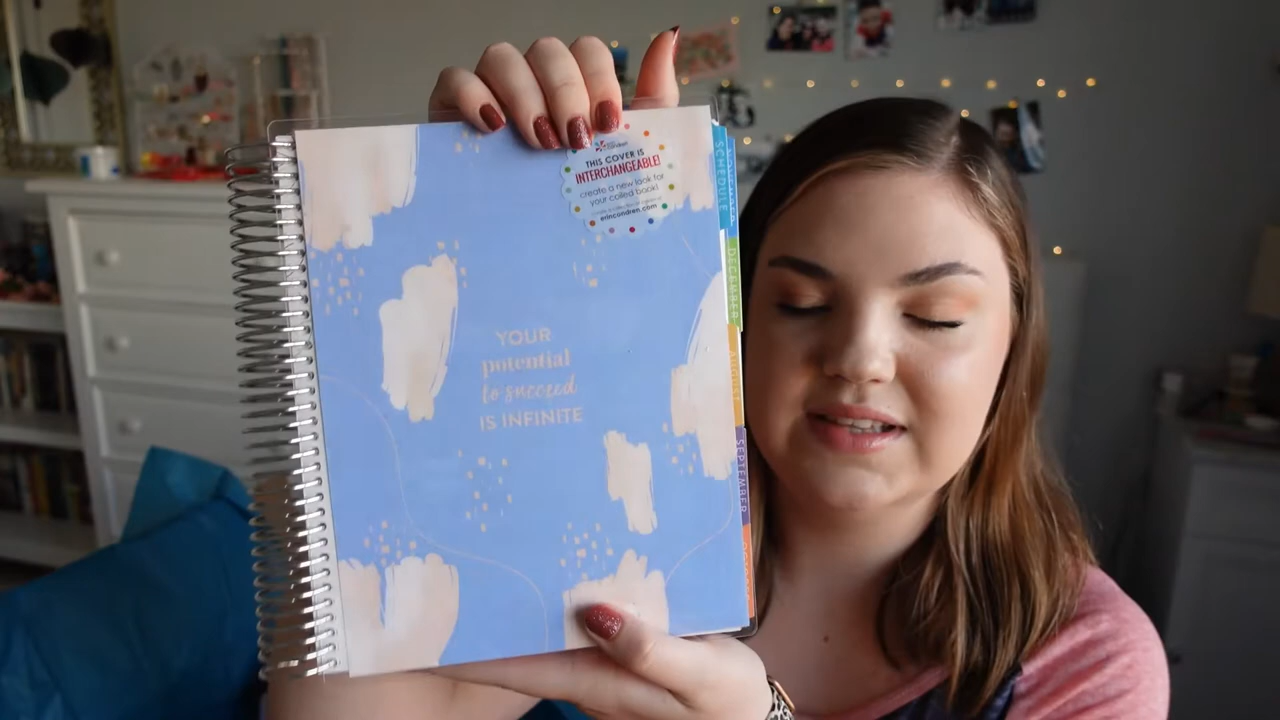 THIS COVER IS
INTERCHANGEABLE!
create a new look for
your coiled book!
erincondren.com
YOUR
potential
to succeed
IS INFINITE
SCHEDULE
DECEMBER
AUGUST
SEPTEMBER